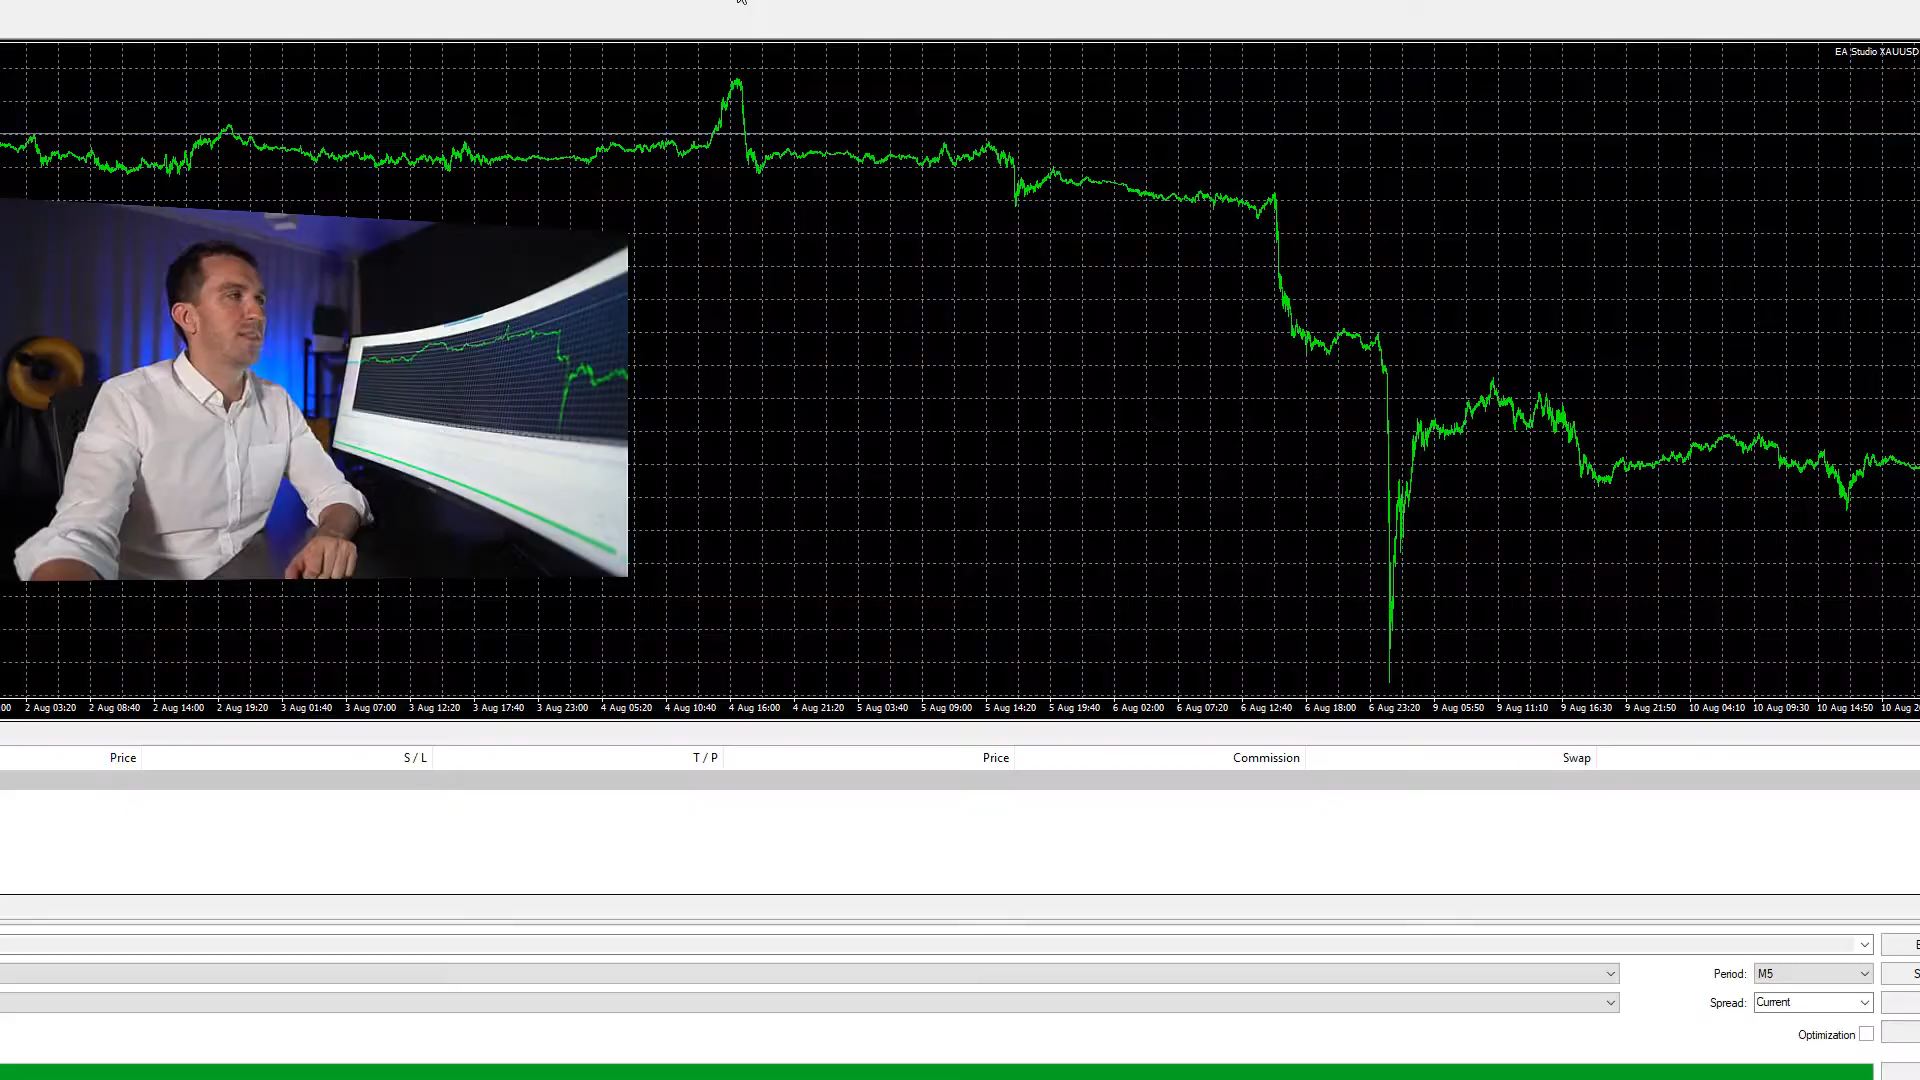 EA Studio XAUUSD
:00 2 Aug 03:20 2 Aug 08:40 2 Aug 14:00 2 Aug 19:20 3 Aug 01:40 3 Aug 07:00 3 Aug 12:20 3 Aug 17:40 3 Aug 23:00 4 Aug 05:20 4 Aug 10:40 4 Aug 16:00 4 Aug 21:20 5 Aug 03:40 5 Aug 09:00 5 Aug 14:20 5 Aug 19:40 6 Aug 02:00 6 Aug 07:20 6 Aug 12:40 6 Aug 18:00 6 Aug 23:20 9 Aug 05:50 9 Aug 11:10 9 Aug 16:30 9 Aug 21:50 10 Aug 04:10 10 Aug 09:30 10 Aug 14:50 10 Aug
Price S / L T / P Price Commission Swap
Period: M5
Spread: Current
Optimization